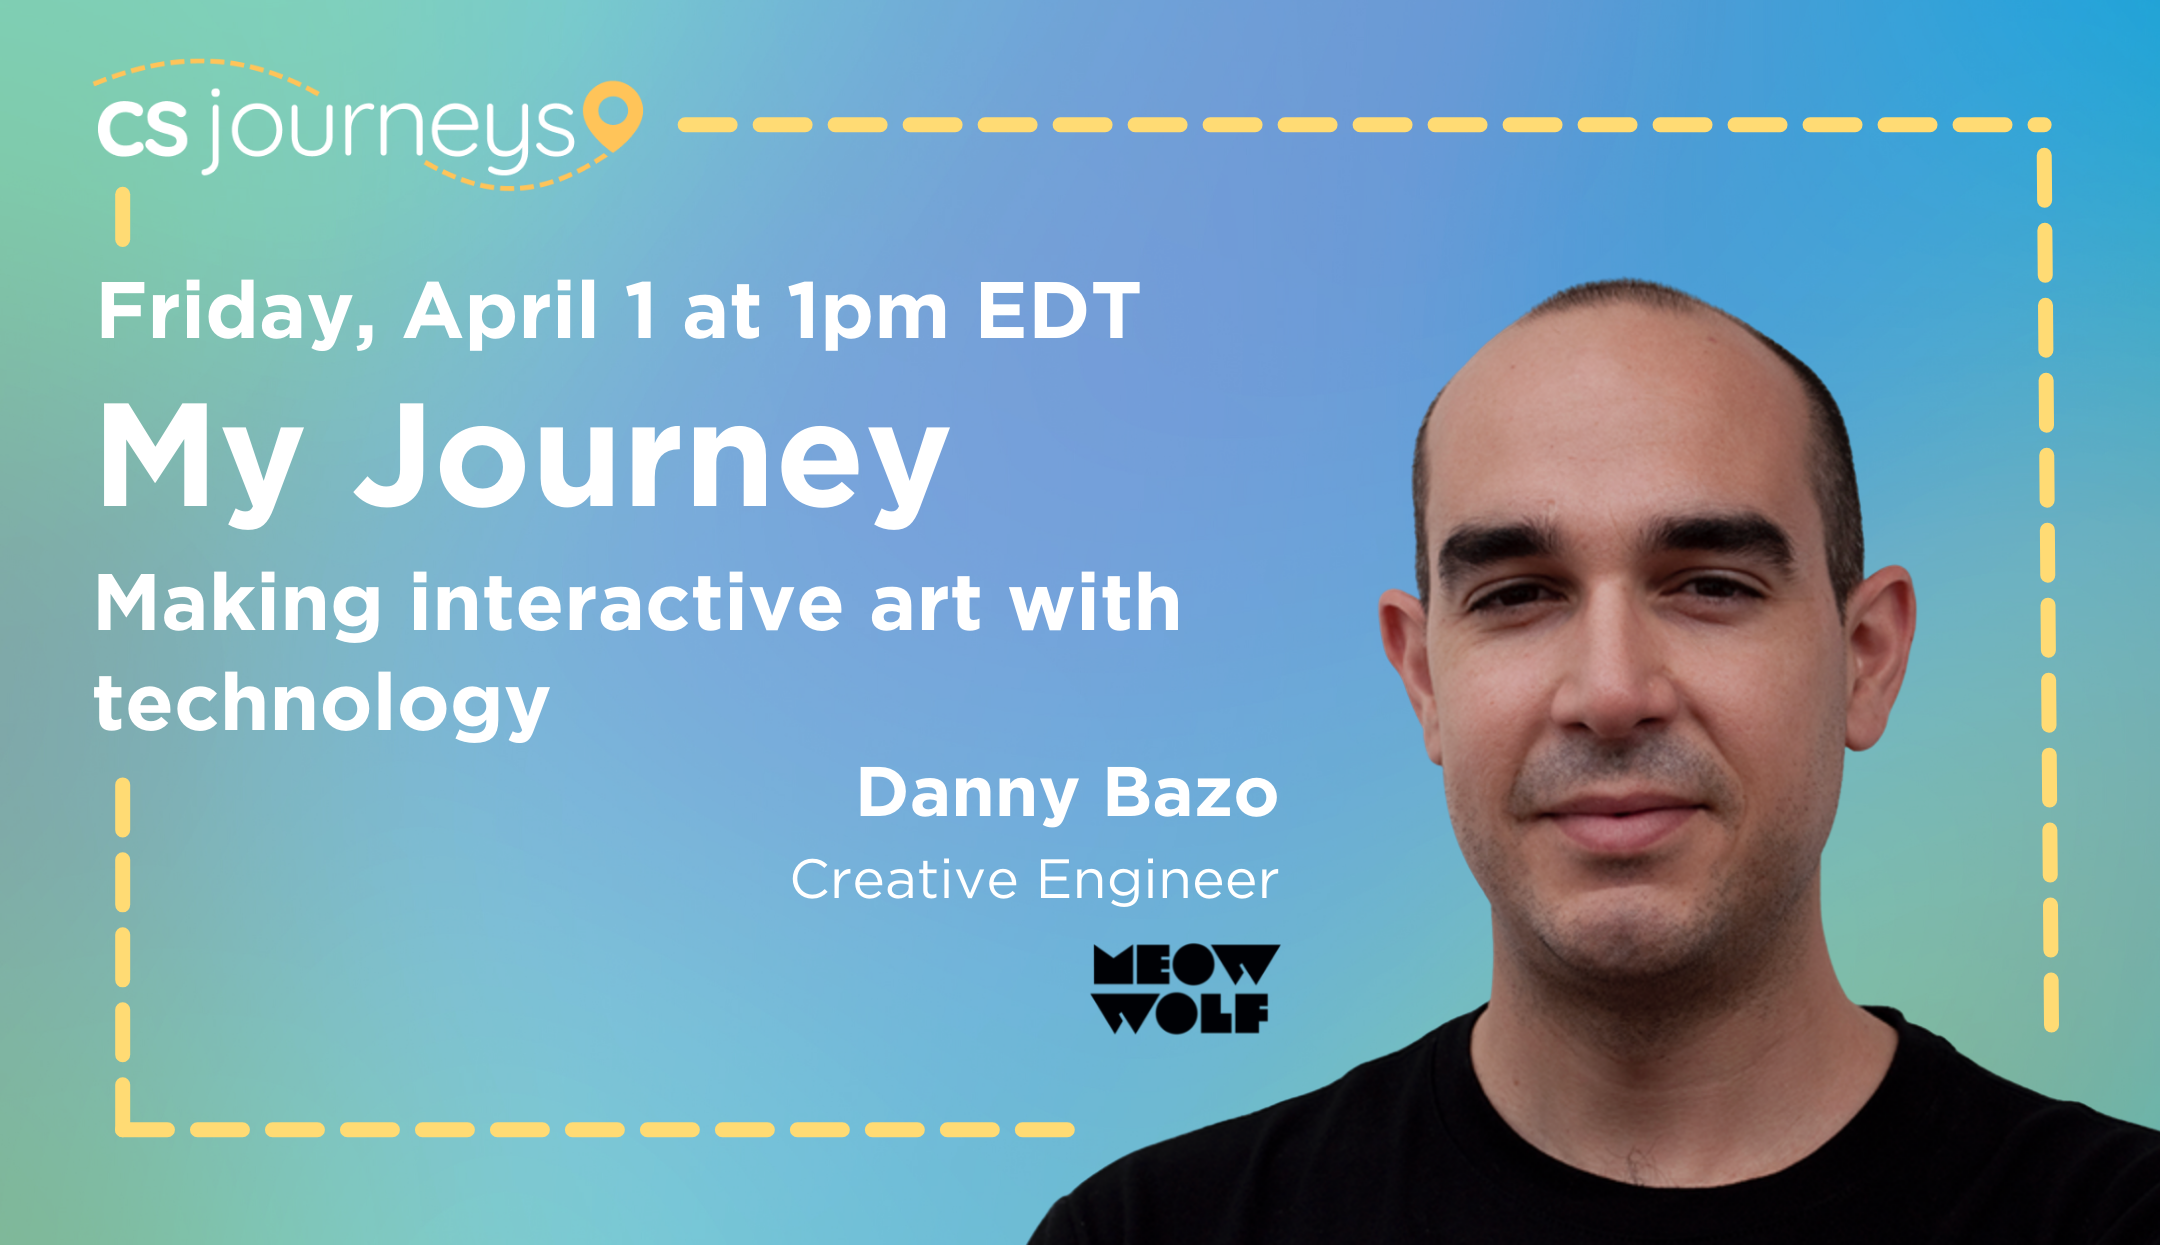 cs journeys
Friday, April 1 at 1pm EDT
My Journey
Making interactive art with
technology
Danny Bazo
Creative Engineer
MEOW
WOLF